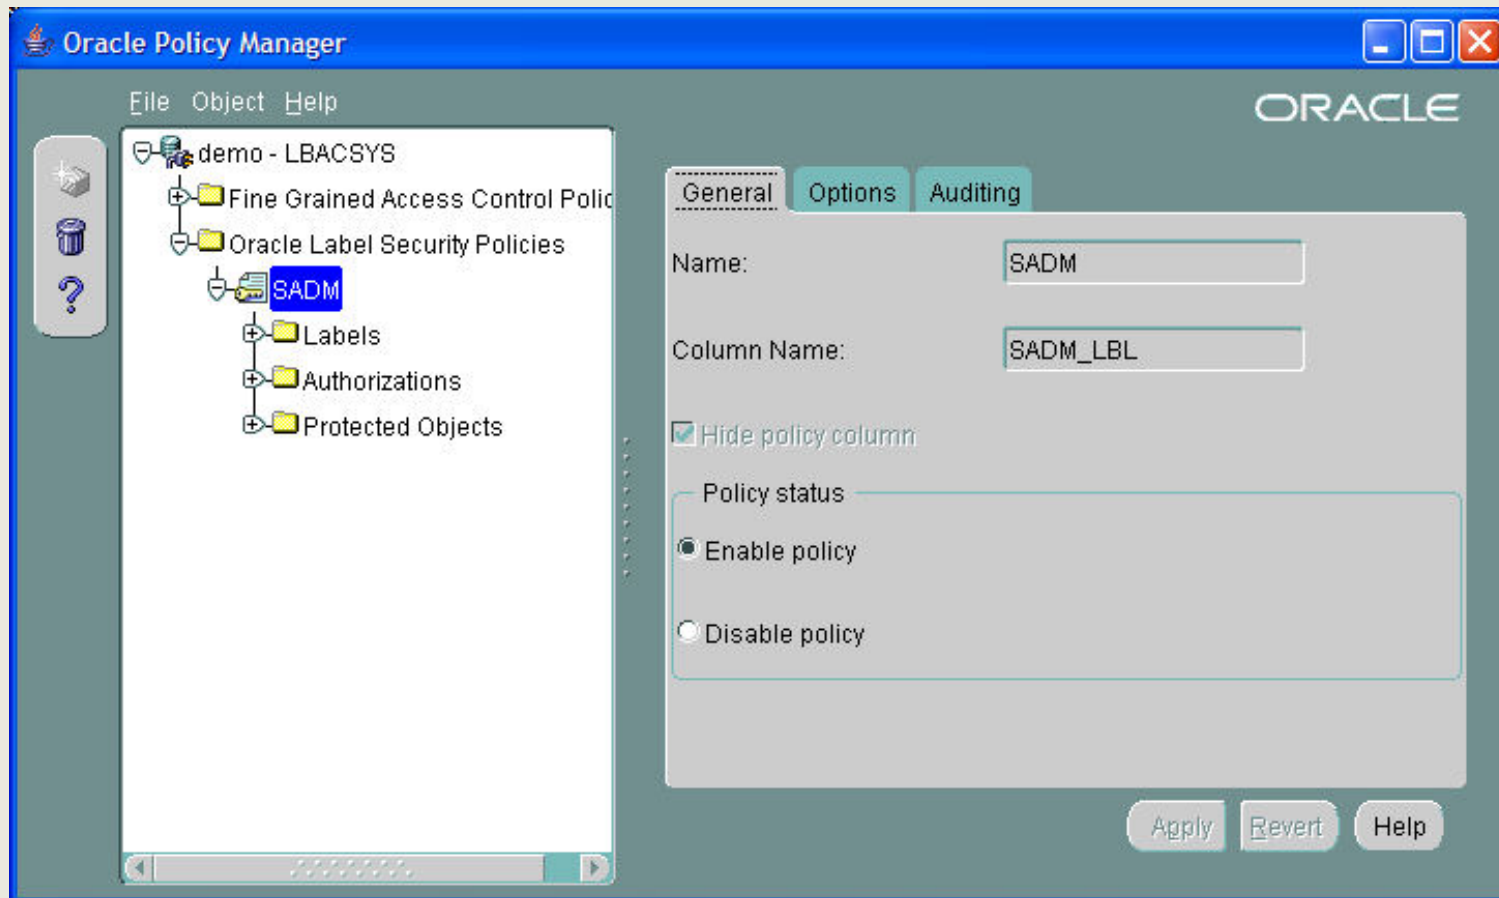 Oracle Policy Manager
File Object Help
ORACLE
demo - LBACSYS
Fine Grained Access Control Polic
Oracle Label Security Policies
SADM
Labels
Authorizations
Protected Objects
General Options Auditing
Name: SADM
Column Name: SADM_LBL
Hide policy column
Policy status
Enable policy
Disable policy
Apply Revert Help